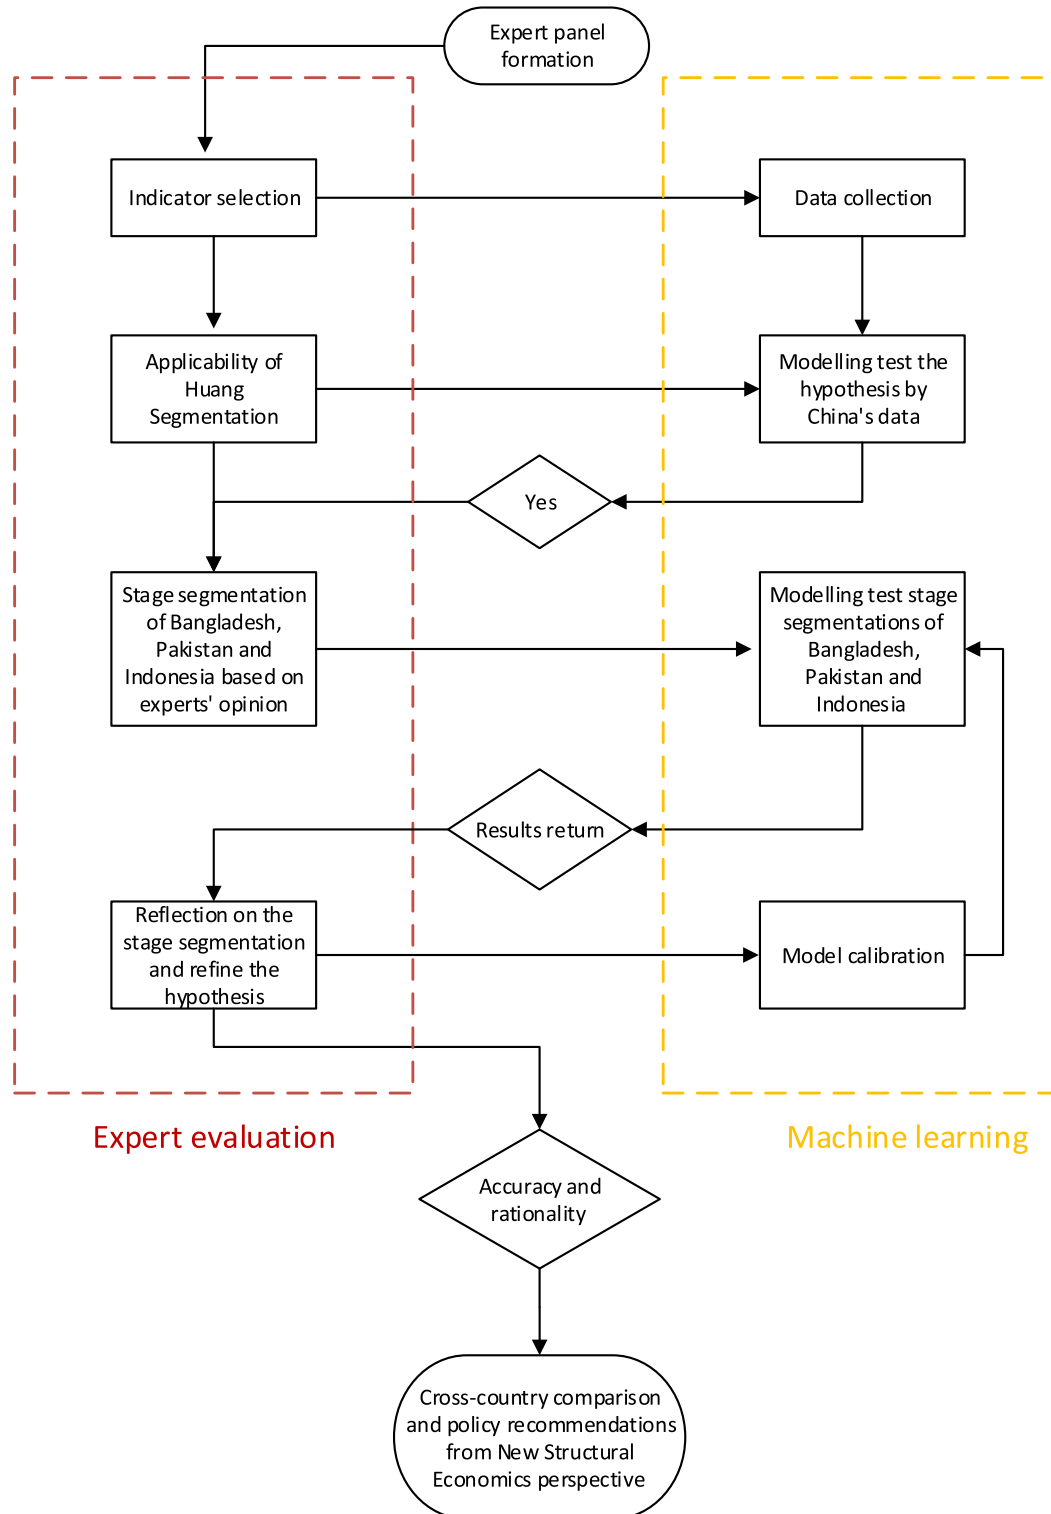 Expert panel
formation
Indicator selection
Data collection
Applicability of
Huang
Segmentation
Modelling test the
hypothesis by
China's data
Yes
Stage segmentation
of Bangladesh,
Pakistan and
Indonesia based on
experts' opinion
Modelling test stage
segmentations of
Bangladesh,
Pakistan and
Indonesia
Results return
Reflection on the
stage segmentation
and refine the
hypothesis
Model calibration
Expert evaluation
Machine learning
Accuracy and
rationality
Cross-country comparison
and policy recommendations
from New Structural
Economics perspective